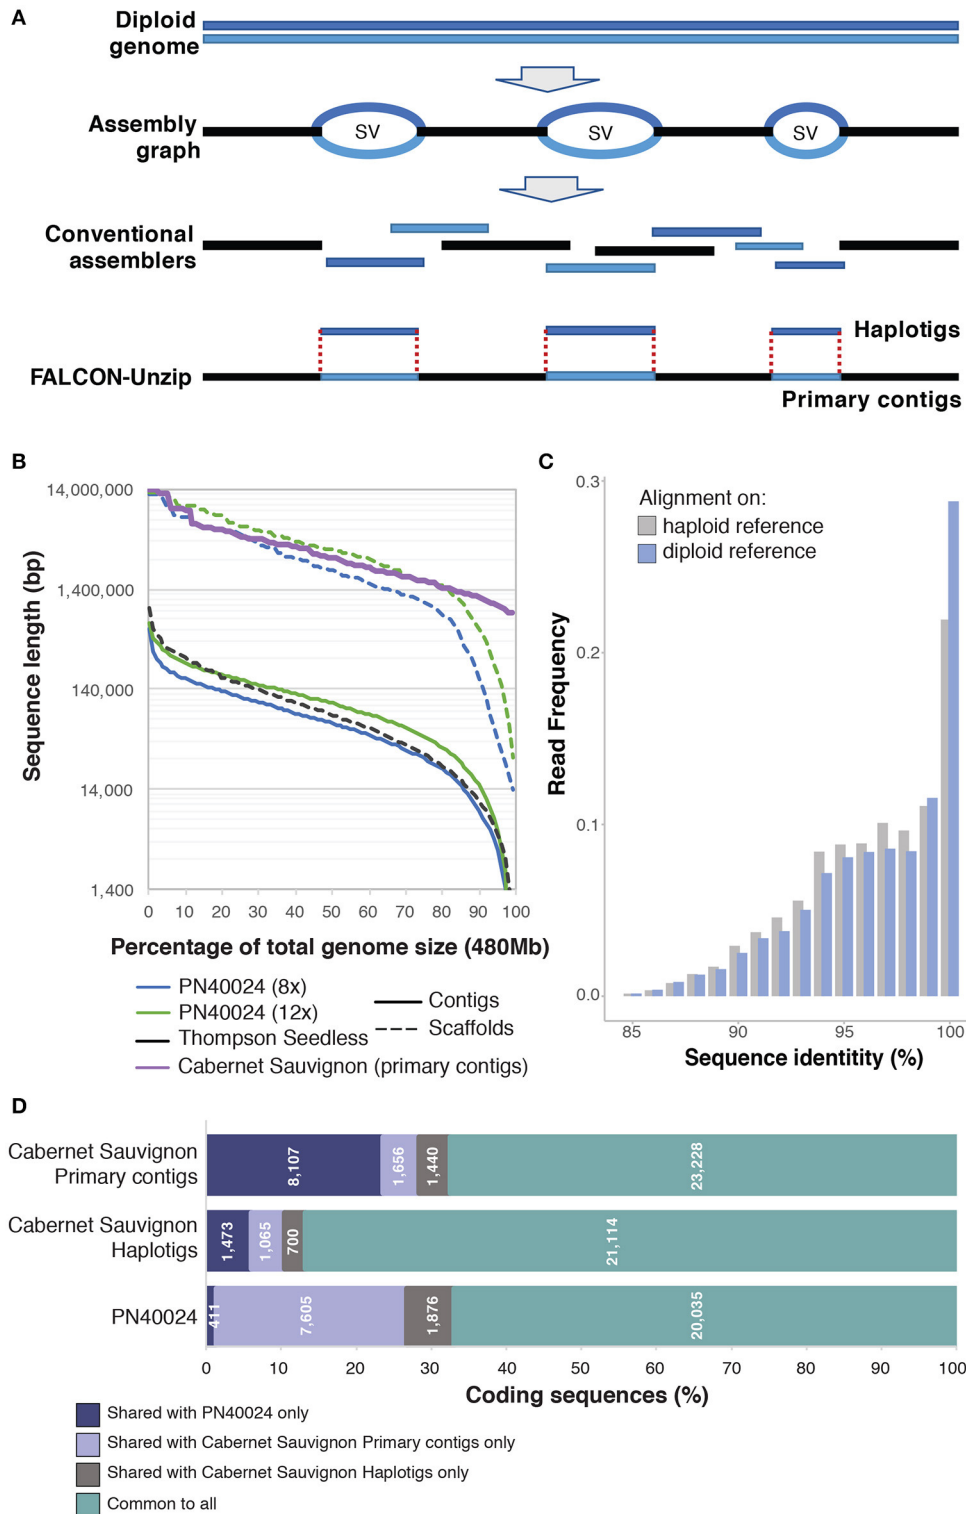 A
Diploid
genome
Assembly
graph
SV
SV
SV
Conventional
assemblers
Haplotigs
FALCON-Unzip
Primary contigs
B
14,000,000
1,400,000
140,000
14,000
1,400
Sequence length (bp)
0 10 20 30 40 50 60 70 80 90 100
Percentage of total genome size (480Mb)
PN40024 (8x)
PN40024 (12x)
Thompson Seedless
Cabernet Sauvignon (primary contigs)
Contigs
Scaffolds
C
0.3
0.2
0.1
0.0
Read Frequency
Alignment on:
haploid reference
diploid reference
85 90 95 100
Sequence identitity (%)
D
Cabernet Sauvignon
Primary contigs
8,107 1,656 1,440 23,228
Cabernet Sauvignon
Haplotigs
1,473 1,065 700 21,114
PN40024
411 7,605 1,876 20,035
0 10 20 30 40 50 60 70 80 90 100
Coding sequences (%)
Shared with PN40024 only
Shared with Cabernet Sauvignon Primary contigs only
Shared with Cabernet Sauvignon Haplotigs only
Common to all